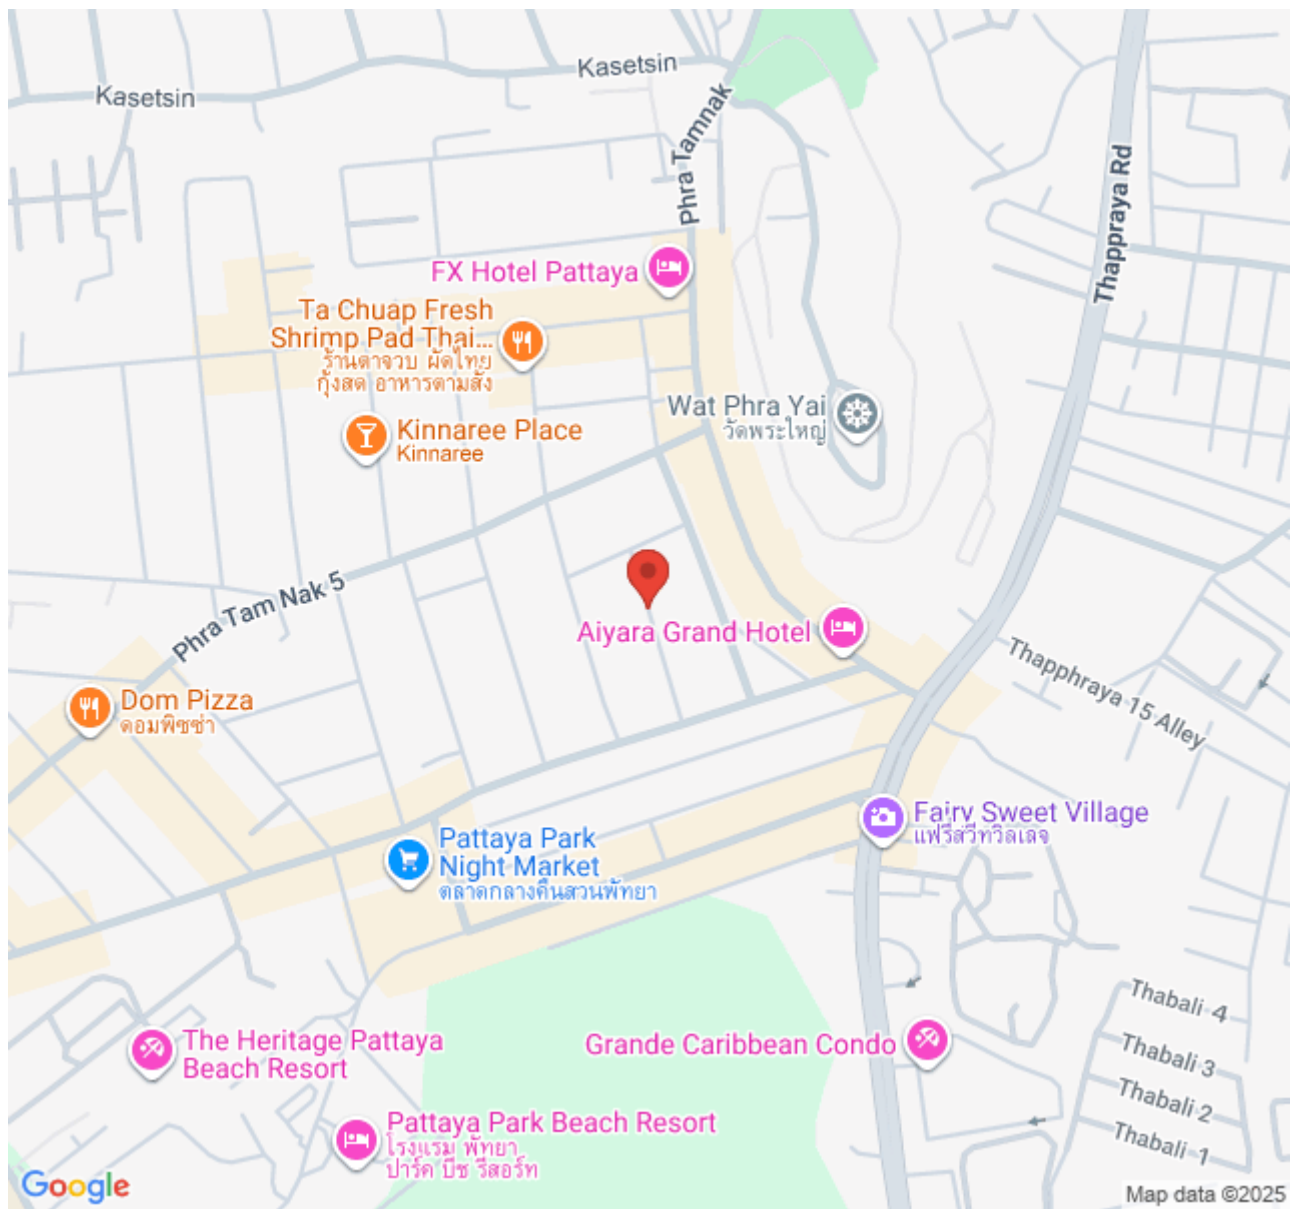 Kasetsin
Kasetsin
Phra Tamnak
Thappraya Rd
FX Hotel Pattaya
Ta Chuap Fresh
Shrimp Pad Thai...
ร้านตาจวบ ผัดไทย
กุ้งสด อาหารตามสั่ง
Wat Phra Yai
วัดพระใหญ่
Kinnaree Place
Kinnaree
Phra Tam Nak 5
Aiyara Grand Hotel
Thapphraya 15 Alley
Dom Pizza
ดอมพิซซ่า
Fairy Sweet Village
แฟรี่สวีทวิลเลจ
Pattaya Park
Night Market
ตลาดกลางคืนสวนพัทยา
Thabali 4
The Heritage Pattaya
Beach Resort
Grande Caribbean Condo
Thabali 3
Thabali 2
Pattaya Park Beach Resort
โรงแรม พัทยา
ปาร์ค บีช รีสอร์ท
Thabali 1
Google
Map data ©2025